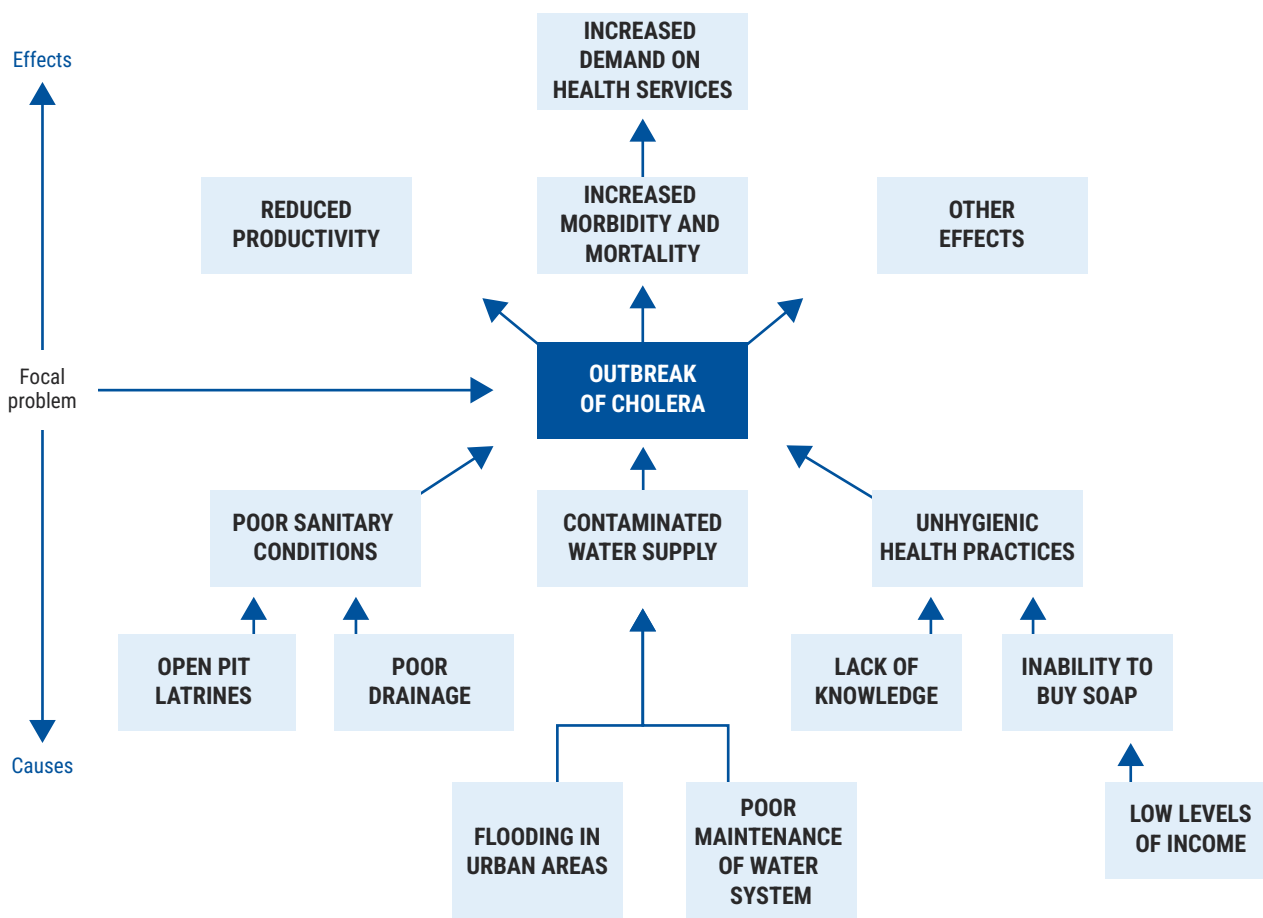 Effects
INCREASED
DEMAND ON
HEALTH SERVICES
REDUCED
PRODUCTIVITY
INCREASED
MORBIDITY AND
MORTALITY
OTHER
EFFECTS
Focal
problem
OUTBREAK
OF CHOLERA
POOR SANITARY
CONDITIONS
CONTAMINATED
WATER SUPPLY
UNHYGIENIC
HEALTH PRACTICES
OPEN PIT
LATRINES
POOR
DRAINAGE
LACK OF
KNOWLEDGE
INABILITY TO
BUY SOAP
Causes
FLOODING IN
URBAN AREAS
POOR
MAINTENANCE
OF WATER
SYSTEM
LOW LEVELS
OF INCOME